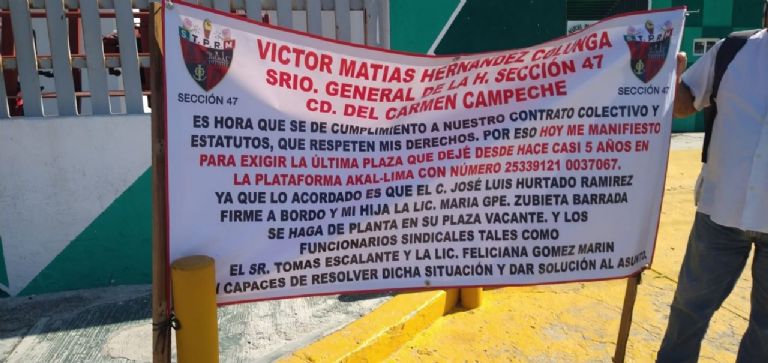 S.T.P.R.M
SECCIÓN 47
VICTOR MATIAS HERNANDEZ COLUNGA
SRIO. GENERAL DE LA H. SECCIÓN 47
CD. DEL CARMEN CAMPECHE
S.T.P.R.M
SECCIÓN 47
ES HORA QUE SE DE CUMPLIMIENTO A NUESTRO CONTRATO COLECTIVO Y
ESTATUTOS, QUE RESPETEN MIS DERECHOS. POR ESO HOY ME MANIFIESTO
PARA EXIGIR LA ÚLTIMA PLAZA QUE DEJÉ DESDE HACE CASI 5 AÑOS EN
LA PLATAFORMA AKAL-LIMA CON NÚMERO 25339121 0037067.
YA QUE LO ACORDADO ES QUE EL C. JOSÉ LUIS HURTADO RAMIREZ
FIRME A BORDO Y MI HIJA LA LIC. MARIA GPE. ZUBIETA BARRADA
SE HAGA DE PLANTA EN SU PLAZA VACANTE. Y LOS
FUNCIONARIOS SINDICALES TALES COMO
EL SR. TOMAS ESCALANTE Y LA LIC. FELICIANA GOMEZ MARIN
CAPACES DE RESOLVER DICHA SITUACIÓN Y DAR SOLUCIÓN AL ASUNTO.